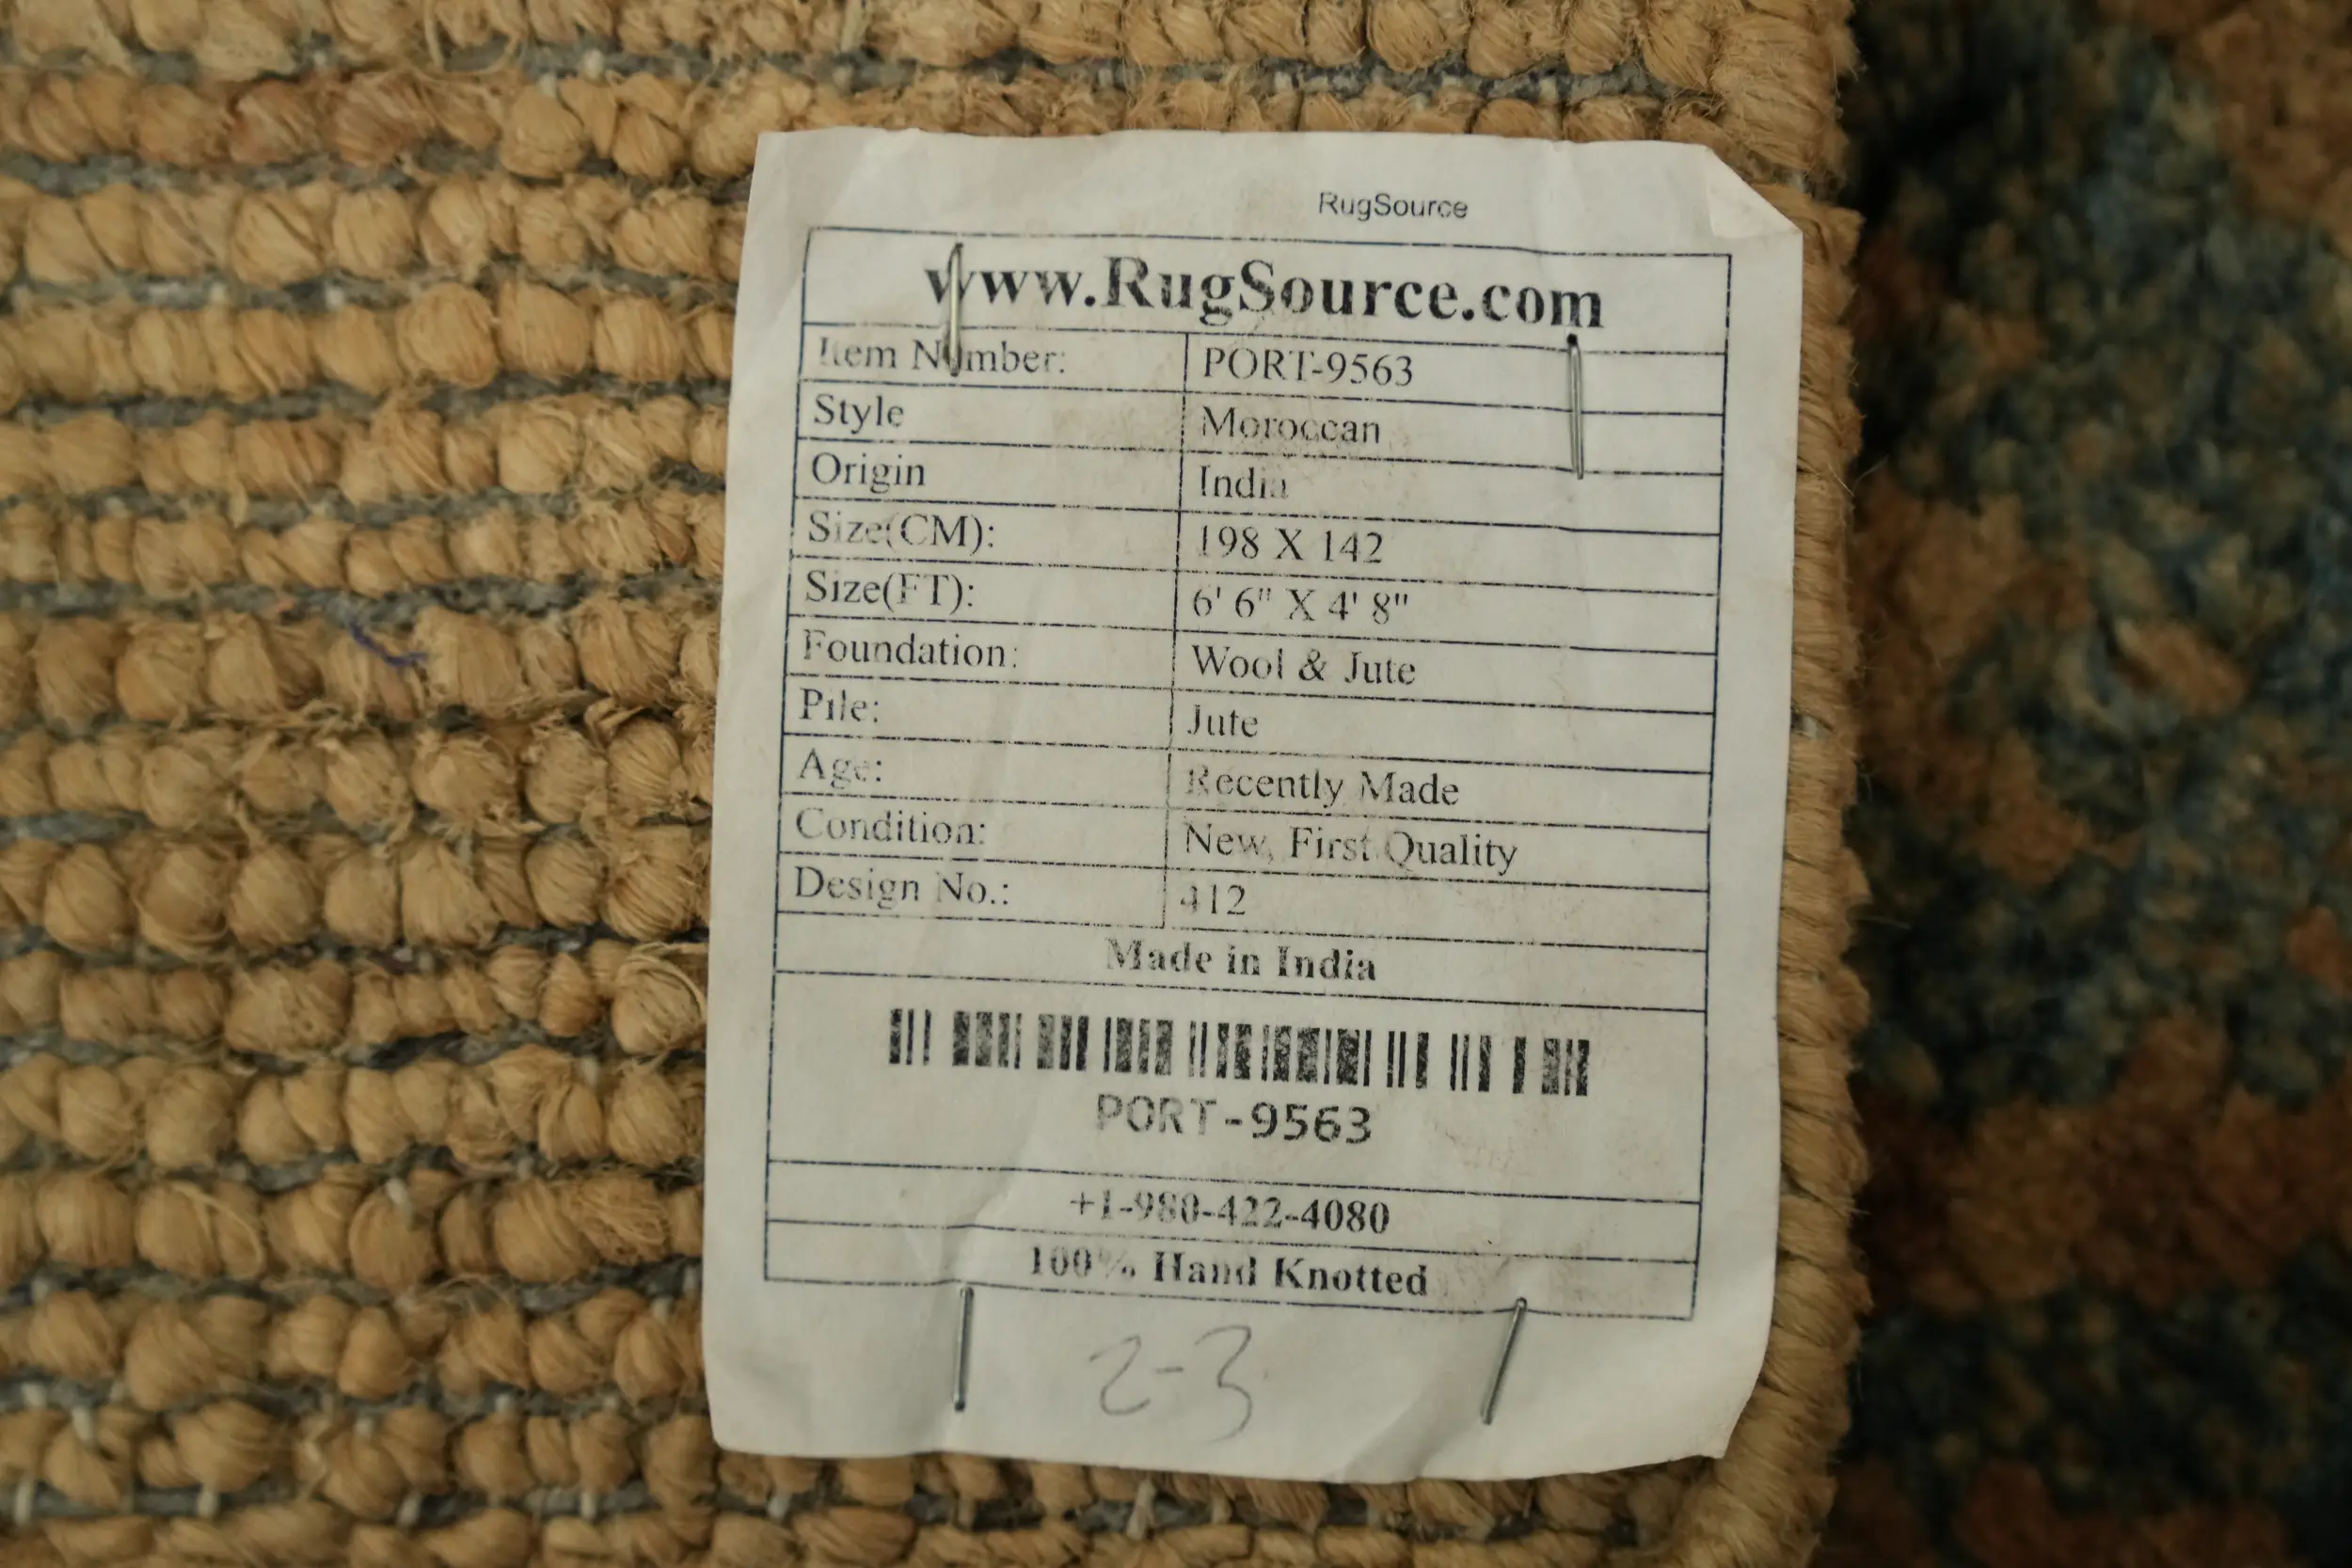 RugSource
www.RugSource.com
Item Number: PORT-9563
Style Moroccan
Origin India
Size(CM): 198 X 142
Size(FT): 6' 6" X 4' 8"
Foundation: Wool & Jute
Pile: Jute
Age: Recently Made
Condition: New, First Quality
Design No.: 412
Made in India
PORT-9563
+1-980-422-4080
100% Hand Knotted
2-3